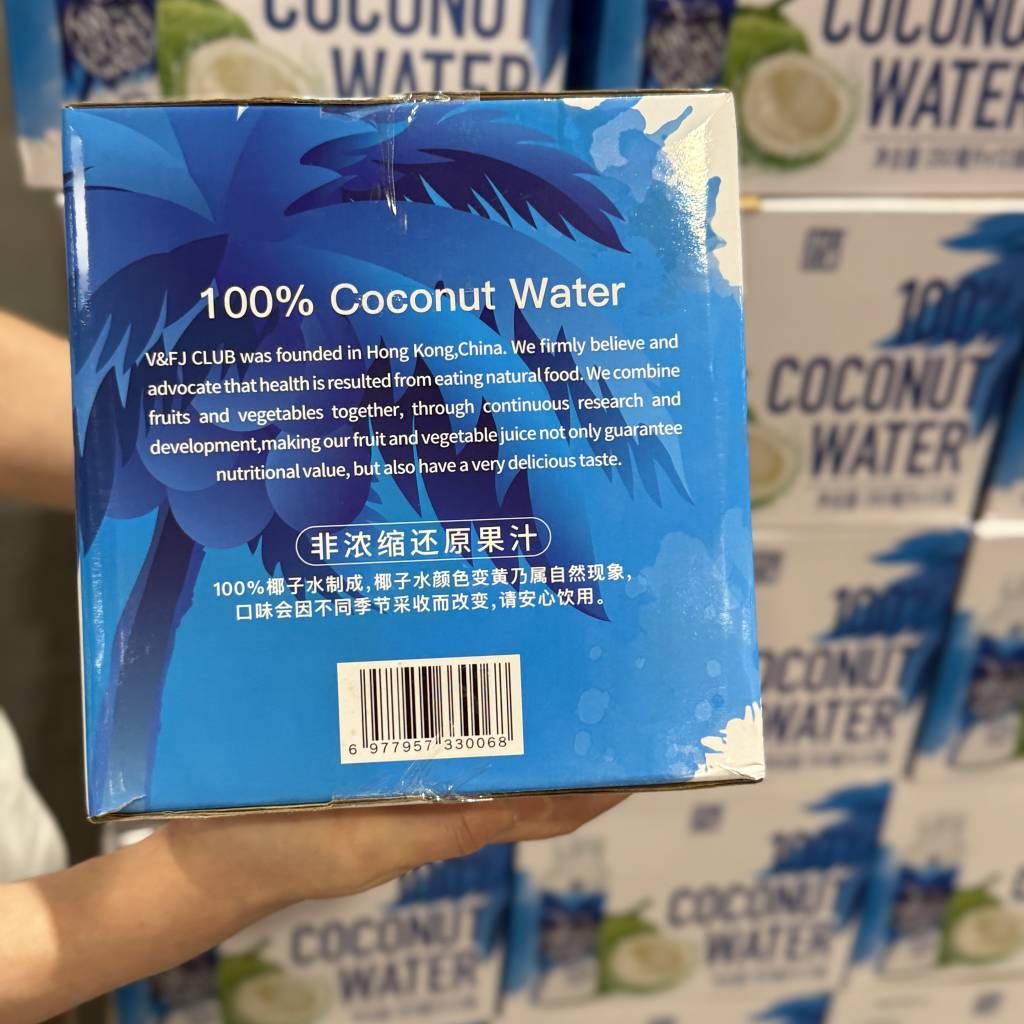 COCONUT
WATER
COCONUT
WATER
100% Coconut Water
V&FJ CLUB was founded in Hong Kong,China. We firmly believe and
advocate that health is resulted from eating natural food. We combine
fruits and vegetables together, through continuous research and
development,making our fruit and vegetable juice not only guarantee
nutritional value, but also have a very delicious taste.
非浓缩还原果汁
100%椰子水制成,椰子水颜色变黄乃属自然现象,
口味会因不同季节采收而改变,请安心饮用。
6 977957 330068
100%
COCONUT
WATER
100%
COCONUT
WATER
100%
COCONUT
WATER
COCONUT
WATER